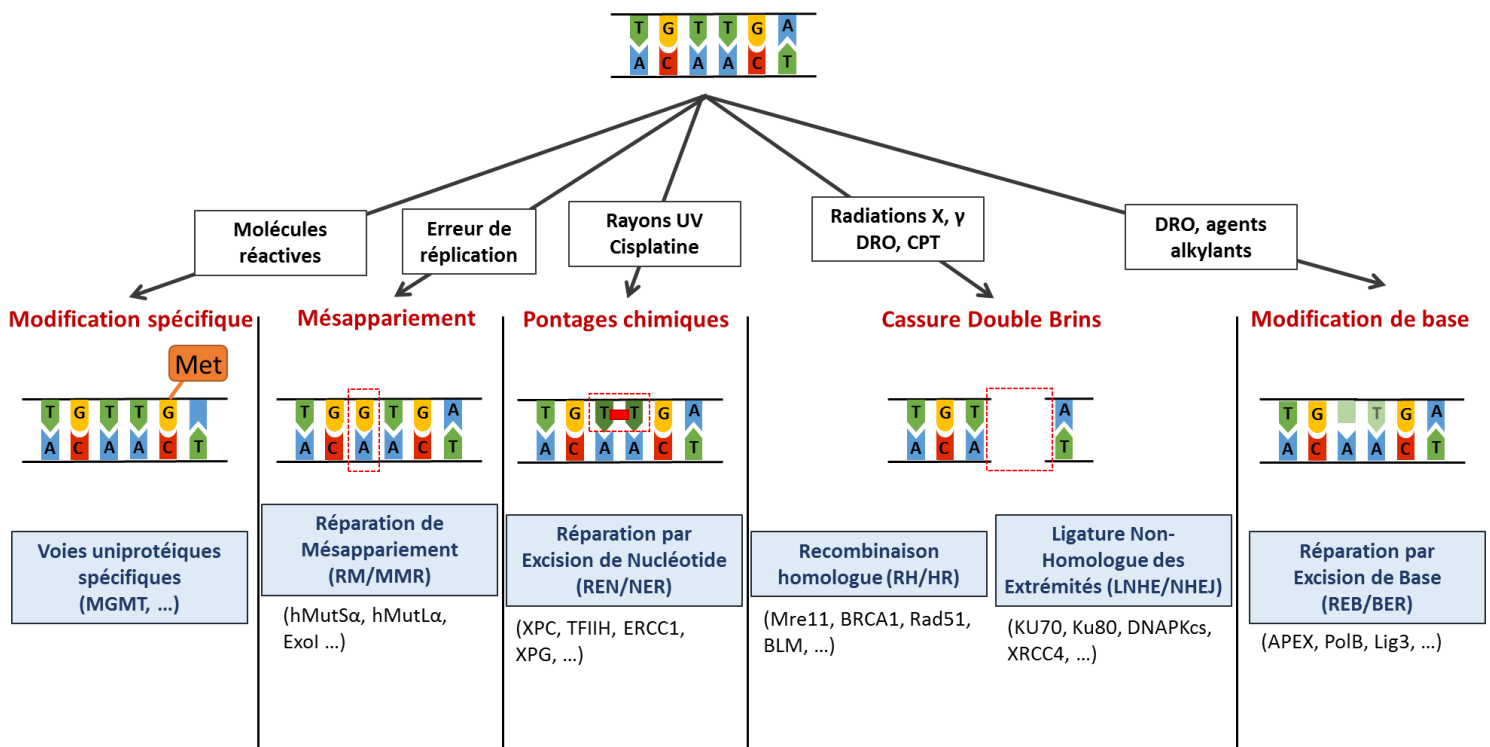 T G T T G A
A C A A C T
Molécules
réactives
Erreur de
réplication
Rayons UV
Cisplatine
Radiations X, γ
DRO, CPT
DRO, agents
alkylants
Modification spécifique
Met
T G T T G
A C A A C T
Voies uniprotéiques
spécifiques
(MGMT, ...)
Mésappariement
T G G T G A
A C A A C T
Réparation de
Mésappariement
(RM/MMR)
(hMutSα, hMutLα,
ExoI ...)
Pontages chimiques
T G T T G A
A C A A C T
Réparation par
Excision de Nucléotide
(REN/NER)
(XPC, TFIIH, ERCC1,
XPG, ...)
Cassure Double Brins
T G T A
A C A T
Recombinaison
homologue (RH/HR)
(Mre11, BRCA1, Rad51,
BLM, ...)
Ligature Non-
Homologue des
Extrémités (LNHE/NHEJ)
(KU70, Ku80, DNAPKcs,
XRCC4, ...)
Modification de base
T G T G A
A C A A C T
Réparation par
Excision de Base
(REB/BER)
(APEX, PolB, Lig3, ...)